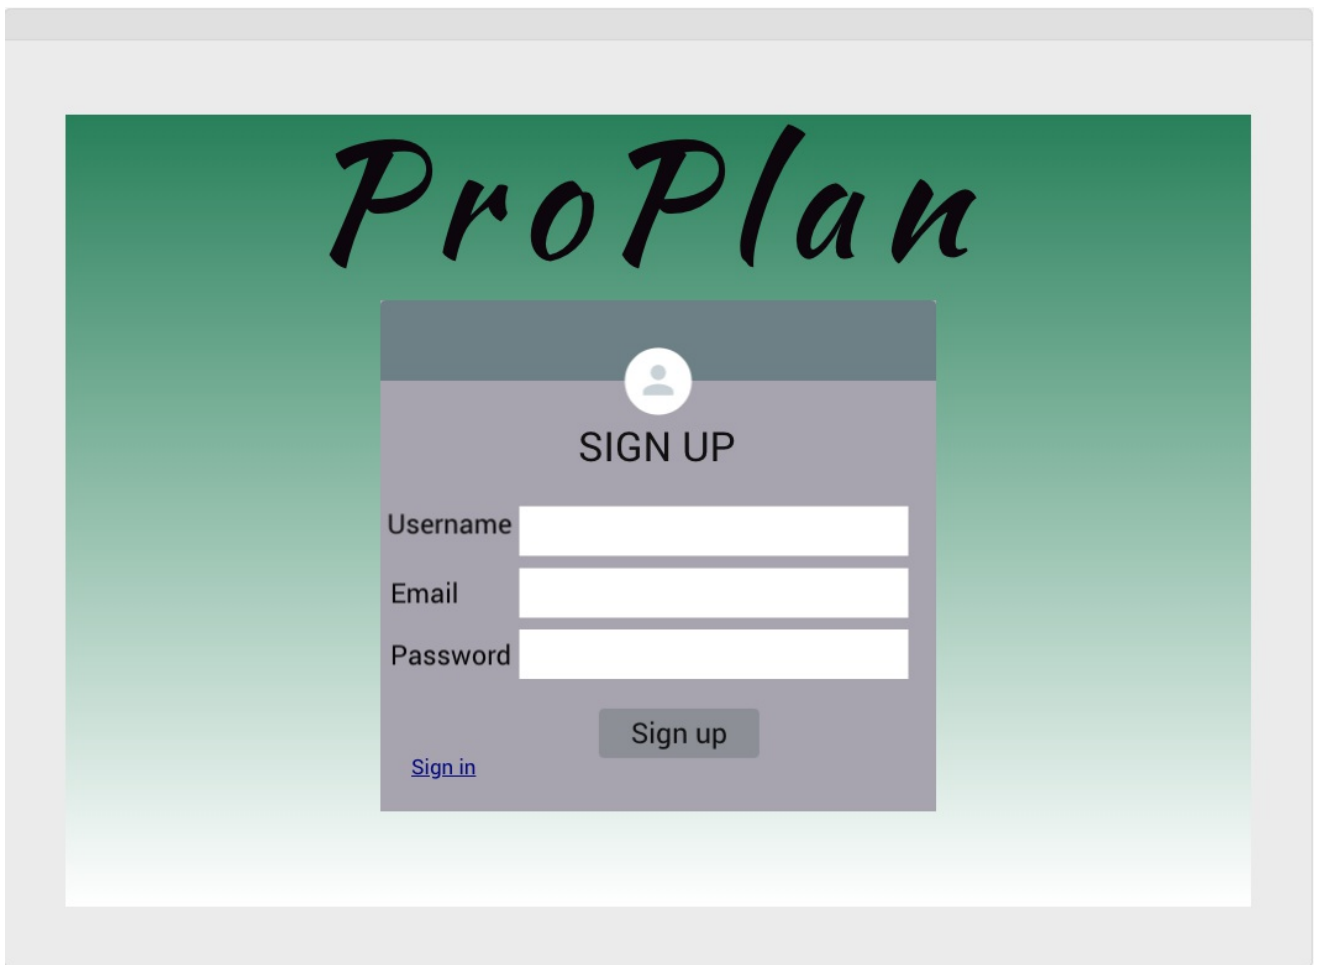 ProPlan
SIGN UP
Username
Email
Password
Sign up
Sign in